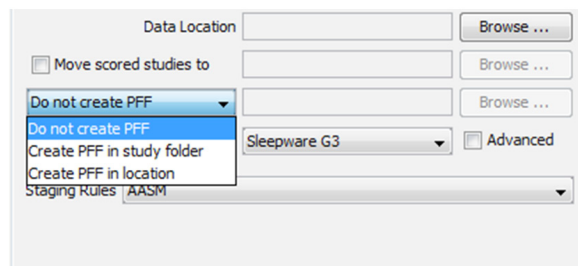 Data Location Browse ...
Move scored studies to Browse ...
Do not create PFF Browse ...
Do not create PFF
Create PFF in study folder Sleepware G3 Advanced
Create PFF in location
Staging Rules AASM